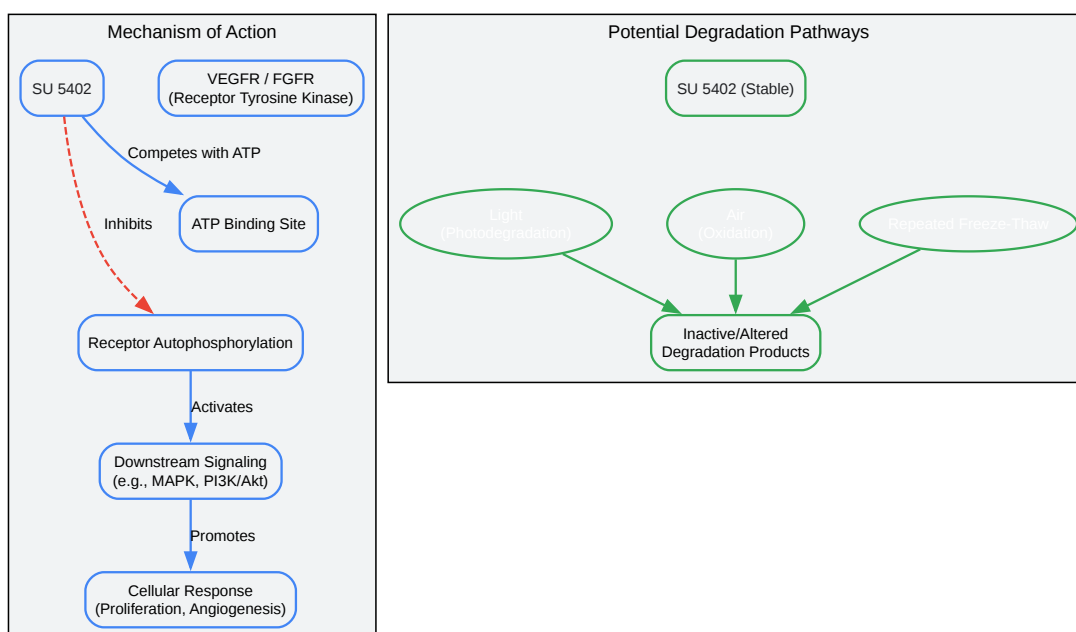 Mechanism of Action
SU 5402
VEGFR / FGFR
(Receptor Tyrosine Kinase)
Competes with ATP
Inhibits
ATP Binding Site
Receptor Autophosphorylation
Activates
Downstream Signaling
(e.g., MAPK, PI3K/Akt)
Promotes
Cellular Response
(Proliferation, Angiogenesis)
Potential Degradation Pathways
SU 5402 (Stable)
Light
(Photodegradation)
Air
(Oxidation)
Repeated Freeze-Thaw
Inactive/Altered
Degradation Products